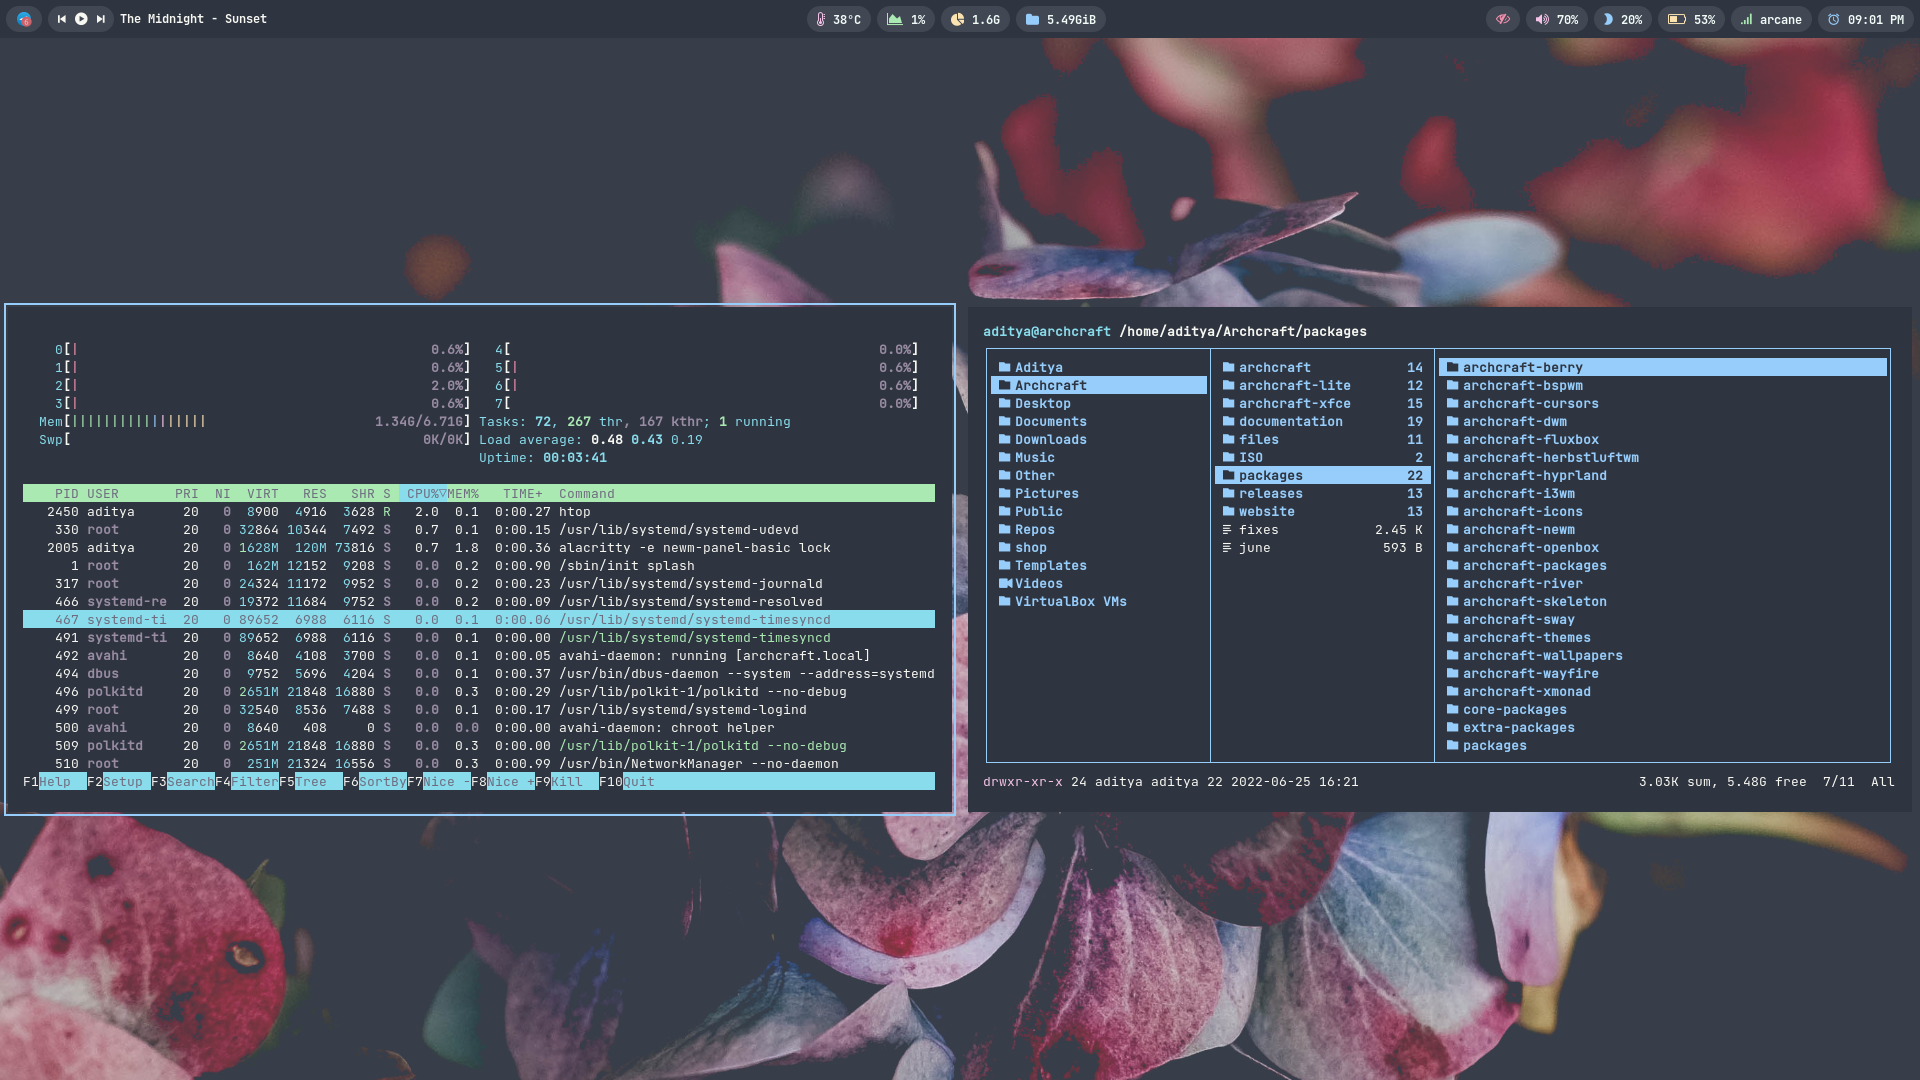 The Midnight - Sunset
38°C 1% 1.6G 5.49GiB
70% 20% 53% arcane 09:01 PM
0[| 0.6%] 4[ 0.0%]
1[| 0.6%] 5[| 0.6%]
2[| 2.0%] 6[| 0.6%]
3[| 0.6%] 7[ 0.0%]
Mem[||||||||||||||||| 1.34G/6.71G] Tasks: 72, 267 thr, 167 kthr; 1 running
Swp[ 0K/0K] Load average: 0.48 0.43 0.19
Uptime: 00:03:41
PID USER PRI NI VIRT RES SHR S CPU%▽MEM% TIME+ Command
2450 aditya 20 0 8900 4916 3628 R 2.0 0.1 0:00.27 htop
330 root 20 0 32864 10344 7492 S 0.7 0.1 0:00.15 /usr/lib/systemd/systemd-udevd
2005 aditya 20 0 1628M 120M 73816 S 0.7 1.8 0:00.36 alacritty -e newm-panel-basic lock
1 root 20 0 162M 12152 9208 S 0.0 0.2 0:00.90 /sbin/init splash
317 root 20 0 24324 11172 9952 S 0.0 0.2 0:00.23 /usr/lib/systemd/systemd-journald
466 systemd-re 20 0 19372 11684 9752 S 0.0 0.2 0:00.09 /usr/lib/systemd/systemd-resolved
467 systemd-ti 20 0 89652 6988 6116 S 0.0 0.1 0:00.06 /usr/lib/systemd/systemd-timesyncd
491 systemd-ti 20 0 89652 6988 6116 S 0.0 0.1 0:00.00 /usr/lib/systemd/systemd-timesyncd
492 avahi 20 0 8640 4108 3700 S 0.0 0.1 0:00.05 avahi-daemon: running [archcraft.local]
494 dbus 20 0 9752 5696 4204 S 0.0 0.1 0:00.37 /usr/bin/dbus-daemon --system --address=systemd
496 polkitd 20 0 2651M 21848 16880 S 0.0 0.3 0:00.29 /usr/lib/polkit-1/polkitd --no-debug
499 root 20 0 32540 8536 7488 S 0.0 0.1 0:00.17 /usr/lib/systemd/systemd-logind
500 avahi 20 0 8640 408 0 S 0.0 0.0 0:00.00 avahi-daemon: chroot helper
509 polkitd 20 0 2651M 21848 16880 S 0.0 0.3 0:00.00 /usr/lib/polkit-1/polkitd --no-debug
510 root 20 0 251M 21324 16556 S 0.0 0.3 0:00.99 /usr/bin/NetworkManager --no-daemon
F1Help F2Setup F3SearchF4FilterF5Tree F6SortByF7Nice -F8Nice +F9Kill F10Quit
aditya@archcraft /home/aditya/Archcraft/packages
Aditya
Archcraft
Desktop
Documents
Downloads
Music
Other
Pictures
Public
Repos
shop
Templates
Videos
VirtualBox VMs
archcraft 14
archcraft-lite 12
archcraft-xfce 15
documentation 19
files 11
ISO 2
packages 22
releases 13
website 13
fixes 2.45 K
june 593 B
archcraft-berry
archcraft-bspwm
archcraft-cursors
archcraft-dwm
archcraft-fluxbox
archcraft-herbstluftwm
archcraft-hyprland
archcraft-i3wm
archcraft-icons
archcraft-newm
archcraft-openbox
archcraft-packages
archcraft-river
archcraft-skeleton
archcraft-sway
archcraft-themes
archcraft-wallpapers
archcraft-wayfire
archcraft-xmonad
core-packages
extra-packages
packages
drwxr-xr-x 24 aditya aditya 22 2022-06-25 16:21 3.03K sum, 5.48G free 7/11 All